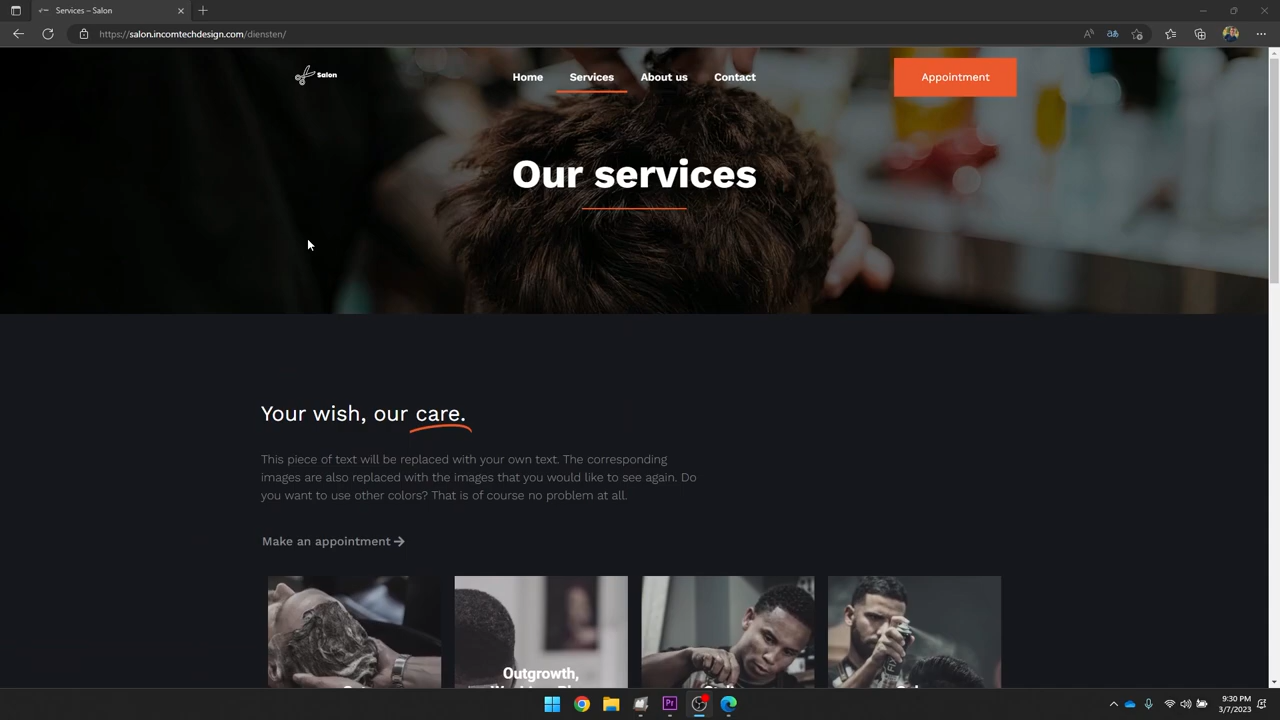 Services – Salon
https://salon.incomtechdesign.com/diensten/
Salon
Home
Services
About us
Contact
Appointment
Our services
Your wish, our care.
This piece of text will be replaced with your own text. The corresponding
images are also replaced with the images that you would like to see again. Do
you want to use other colors? That is of course no problem at all.
Make an appointment
Outgrowth,
9:30 PM
3/7/2023